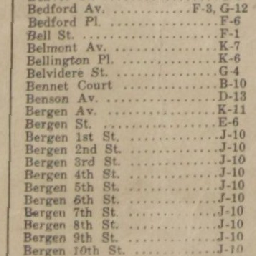 Bedford Av. ............F-3, G-12
Bedford Pl. ..................F-6
Bell St. ......................F-1
Belmont Av. ..................K-7
Bellington Pl. ...............K-6
Belvidere St. ................G-4
Bennet Court ................B-10
Benson Av. ..................D-13
Bergen Av. ..................K-11
Bergen St. ...................E-6
Bergen 1st St. ..............J-10
Bergen 2nd St. ..............J-10
Bergen 3rd St. ..............J-10
Bergen 4th St. ..............J-10
Bergen 5th St. ..............J-10
Bergen 6th St. ..............J-10
Bergen 7th St. ..............J-10
Bergen 8th St. ..............J-10
Bergen 9th St. ..............J-10
Bergen 10th St. .............J-10